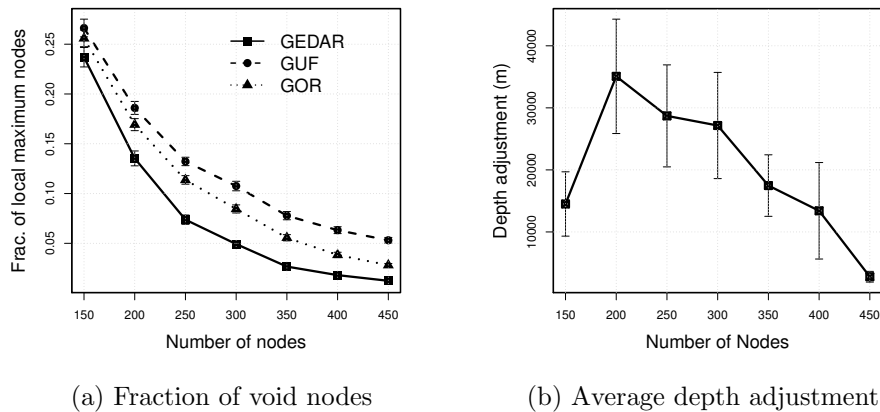 Frac. of local maximum nodes
0.25
0.20
0.15
0.10
0.05
GEDAR
GUF
GOR
150 200 250 300 350 400 450
Number of nodes
(a) Fraction of void nodes
Depth adjustment (m)
40000
30000
20000
10000
150 200 250 300 350 400 450
Number of Nodes
(b) Average depth adjustment